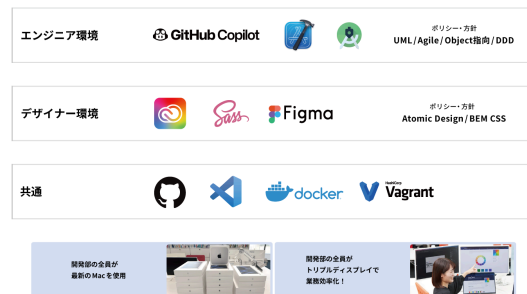 エンジニア環境
GitHub Copilot
ポリシー・方針
UML/Agile/Object指向/DDD
デザイナー環境
Sass
Figma
ポリシー・方針
Atomic Design/BEM CSS
共通
docker
HashiCorp
Vagrant
開発部の全員が
最新のMacを使用
開発部の全員が
トリプルディスプレイで
業務効率化！